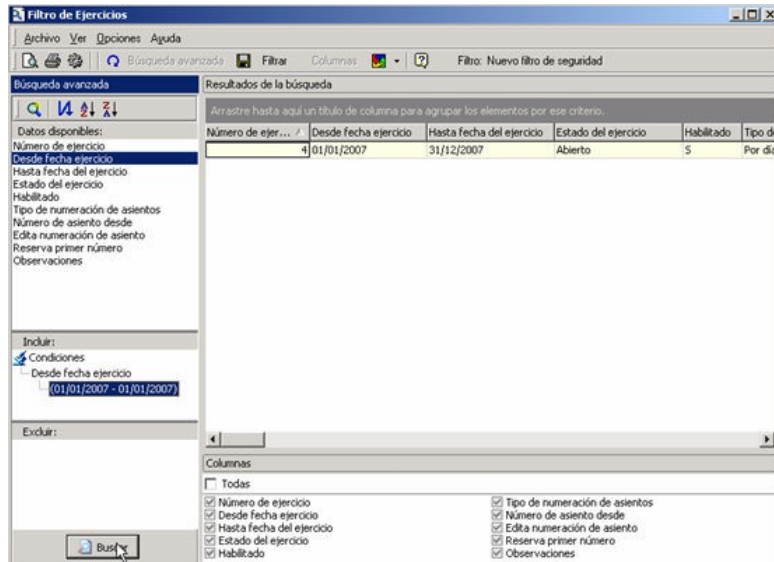 Filtro de Ejercicios
Archivo Ver Opciones Ayuda
Búsqueda avanzada Filtrar Columnas Filtro: Nuevo filtro de seguridad
Búsqueda avanzada
Datos disponibles:
Número de ejercicio
Desde fecha ejercicio
Hasta fecha del ejercicio
Estado del ejercicio
Habilitado
Tipo de numeración de asientos
Número de asiento desde
Edita numeración de asiento
Reserva primer número
Observaciones
Incluir:
Condiciones
Desde fecha ejercicio
(01/01/2007 - 01/01/2007)
Excluir:
Buscar
Resultados de la búsqueda
Arrastre hasta aquí un título de columna para agrupar los elementos por ese criterio.
Número de ejer... Desde fecha ejercicio Hasta fecha del ejercicio Estado del ejercicio Habilitado Tipo d
4 01/01/2007 31/12/2007 Abierto S Por día
Columnas
Todas
Número de ejercicio Tipo de numeración de asientos
Desde fecha ejercicio Número de asiento desde
Hasta fecha del ejercicio Edita numeración de asiento
Estado del ejercicio Reserva primer número
Habilitado Observaciones